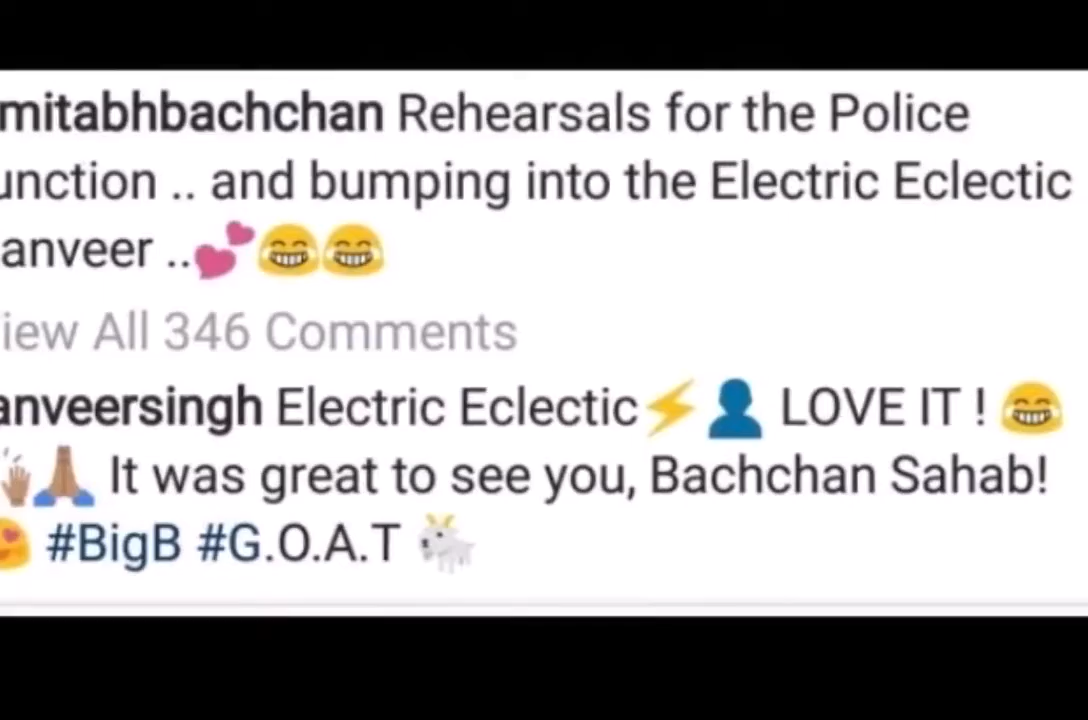 mitabhbachchan Rehearsals for the Police
unction .. and bumping into the Electric Eclectic
anveer ..💕😂😂
iew All 346 Comments
anveersingh Electric Eclectic⚡👤 LOVE IT ! 😂
👏🏽🙏🏽 It was great to see you, Bachchan Sahab!
😍 #BigB #G.O.A.T 🐐